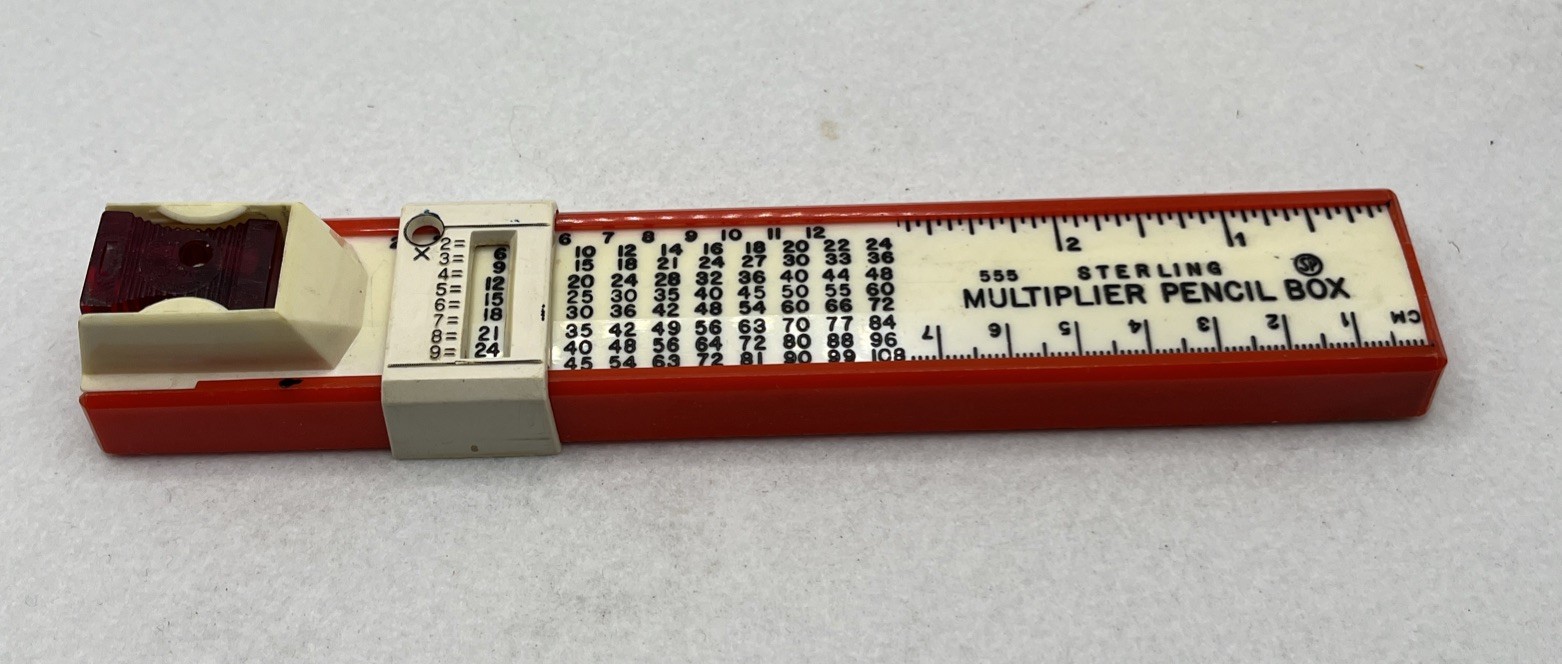 2 6 7 8 9 10 11 12
X 2= 6 10 12 14 16 18 20 22 24
3= 9 15 18 21 24 27 30 33 36
4= 12 20 24 28 32 36 40 44 48
5= 15 25 30 35 40 45 50 55 60
6= 18 30 36 42 48 54 60 66 72
7= 21 35 42 49 56 63 70 77 84
8= 24 40 48 56 64 72 80 88 96
9= 45 54 63 72 81 90 99 108
2 1
555 STERLING SP
MULTIPLIER PENCIL BOX
7 6 5 4 3 2 1 CM